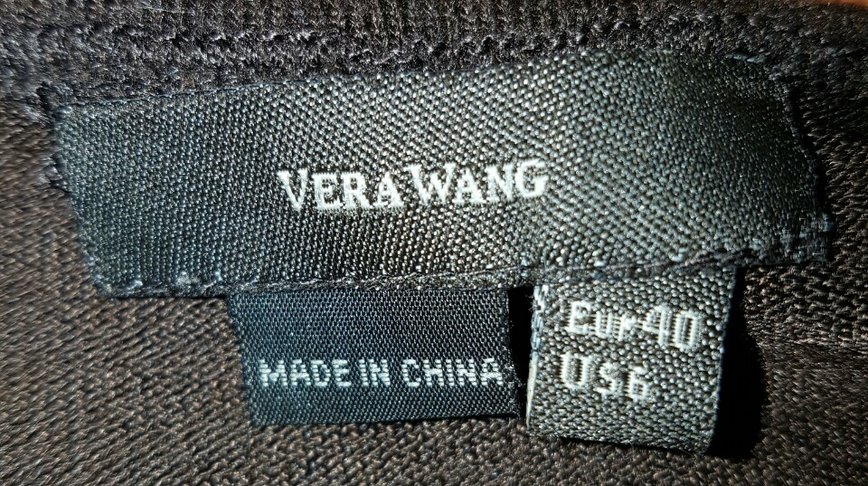 VERA WANG
MADE IN CHINA
Eur 40
US 6